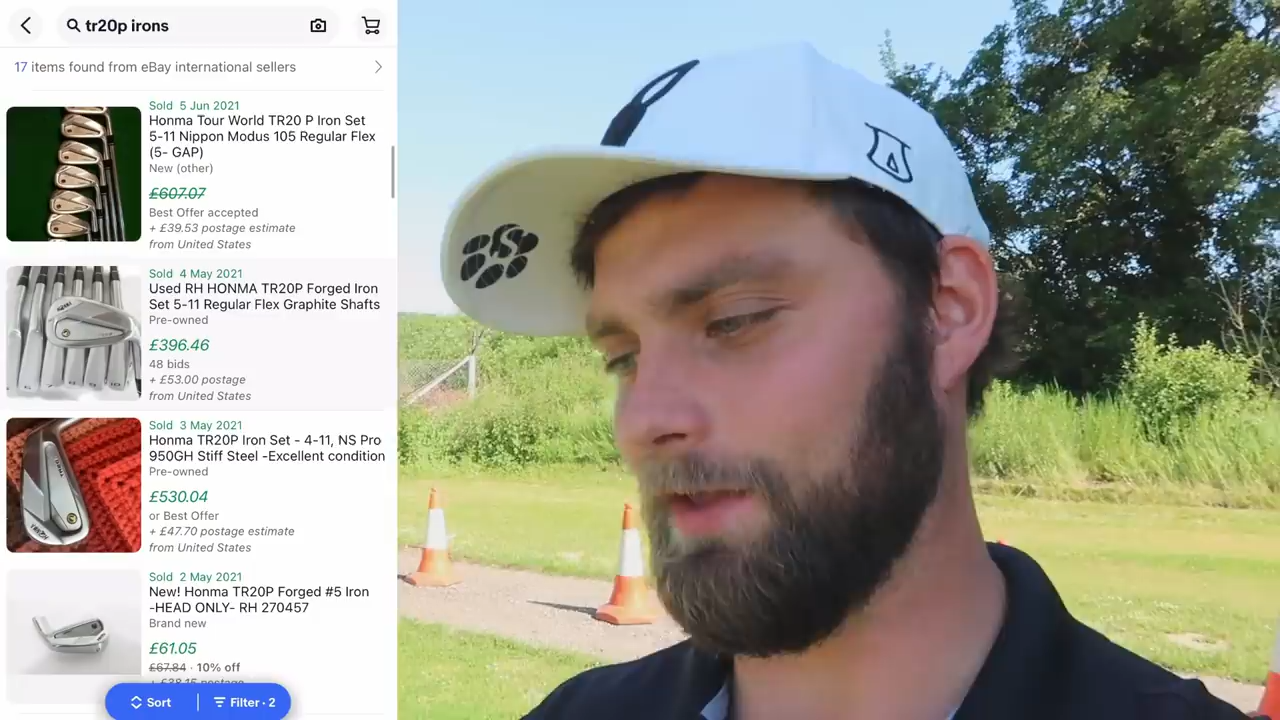 tr20p irons
17 items found from eBay international sellers
Sold 5 Jun 2021
Honma Tour World TR20 P Iron Set
5-11 Nippon Modus 105 Regular Flex
(5- GAP)
New (other)
£607.07
Best Offer accepted
+ £39.53 postage estimate
from United States
Sold 4 May 2021
Used RH HONMA TR20P Forged Iron
Set 5-11 Regular Flex Graphite Shafts
Pre-owned
£396.46
48 bids
+ £53.00 postage
from United States
Sold 3 May 2021
Honma TR20P Iron Set - 4-11, NS Pro
950GH Stiff Steel -Excellent condition
Pre-owned
£530.04
or Best Offer
+ £47.70 postage estimate
from United States
Sold 2 May 2021
New! Honma TR20P Forged #5 Iron
-HEAD ONLY- RH 270457
Brand new
£61.05
£67.84 · 10% off
+ £38.15 postage
Sort
Filter · 2